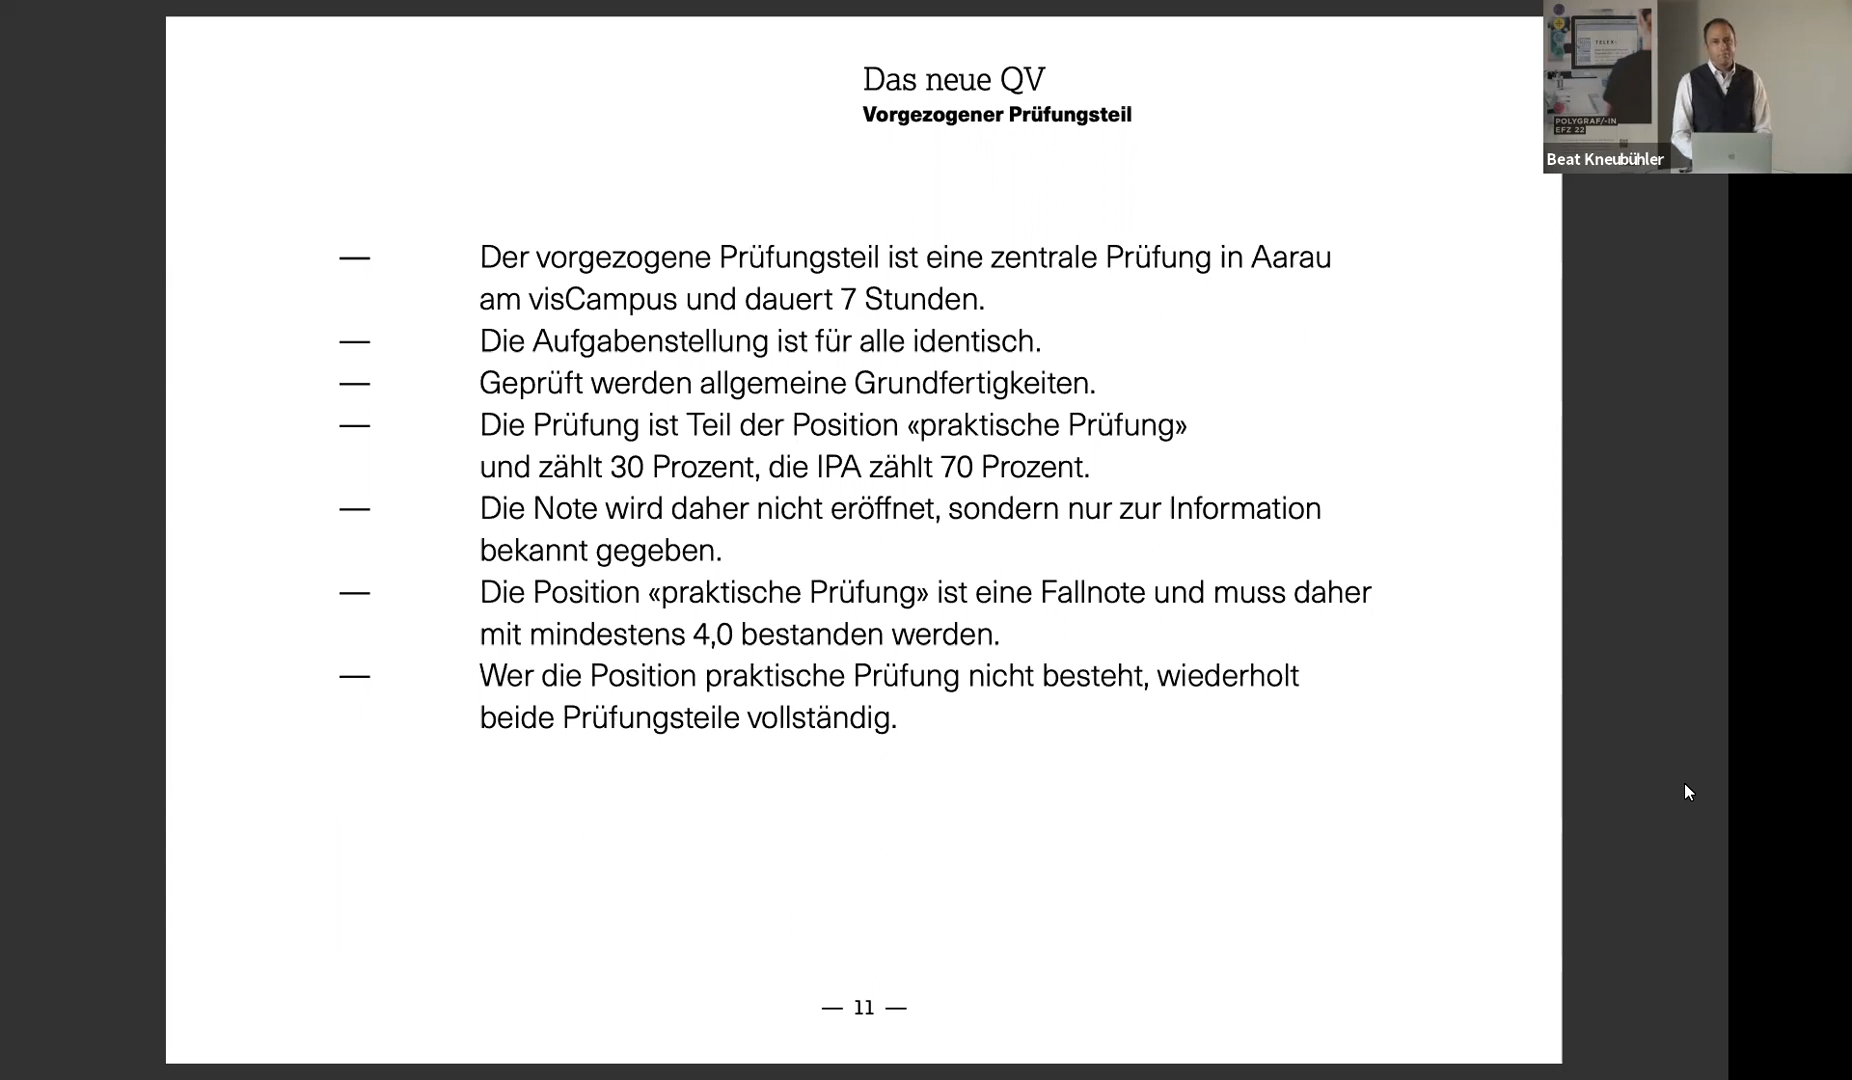 Das neue QV
Vorgezogener Prüfungsteil
— Der vorgezogene Prüfungsteil ist eine zentrale Prüfung in Aarau
am visCampus und dauert 7 Stunden.
— Die Aufgabenstellung ist für alle identisch.
— Geprüft werden allgemeine Grundfertigkeiten.
— Die Prüfung ist Teil der Position «praktische Prüfung»
und zählt 30 Prozent, die IPA zählt 70 Prozent.
— Die Note wird daher nicht eröffnet, sondern nur zur Information
bekannt gegeben.
— Die Position «praktische Prüfung» ist eine Fallnote und muss daher
mit mindestens 4,0 bestanden werden.
— Wer die Position praktische Prüfung nicht besteht, wiederholt
beide Prüfungsteile vollständig.
— 11 —
TELEX
POLYGRAF/-IN
EFZ 22
Beat Kneubühler